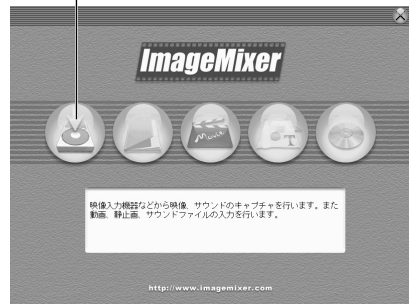 ImageMixer
Movie
T
映像入力機器などから映像、サウンドのキャプチャを行います。また
動画、静止画、サウンドファイルの入力を行います。
http://www.imagemixer.com